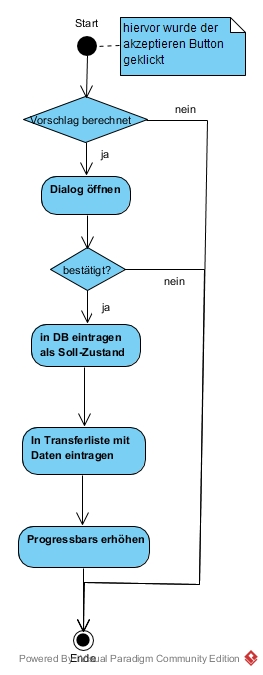 Start
hiervor wurde der
akzeptieren Button
geklickt
Vorschlag berechnet
nein
ja
Dialog öffnen
bestätigt?
nein
ja
in DB eintragen
als Soll-Zustand
In Transferliste mit
Daten eintragen
Progressbars erhöhen
Ende
Powered By Visual Paradigm Community Edition